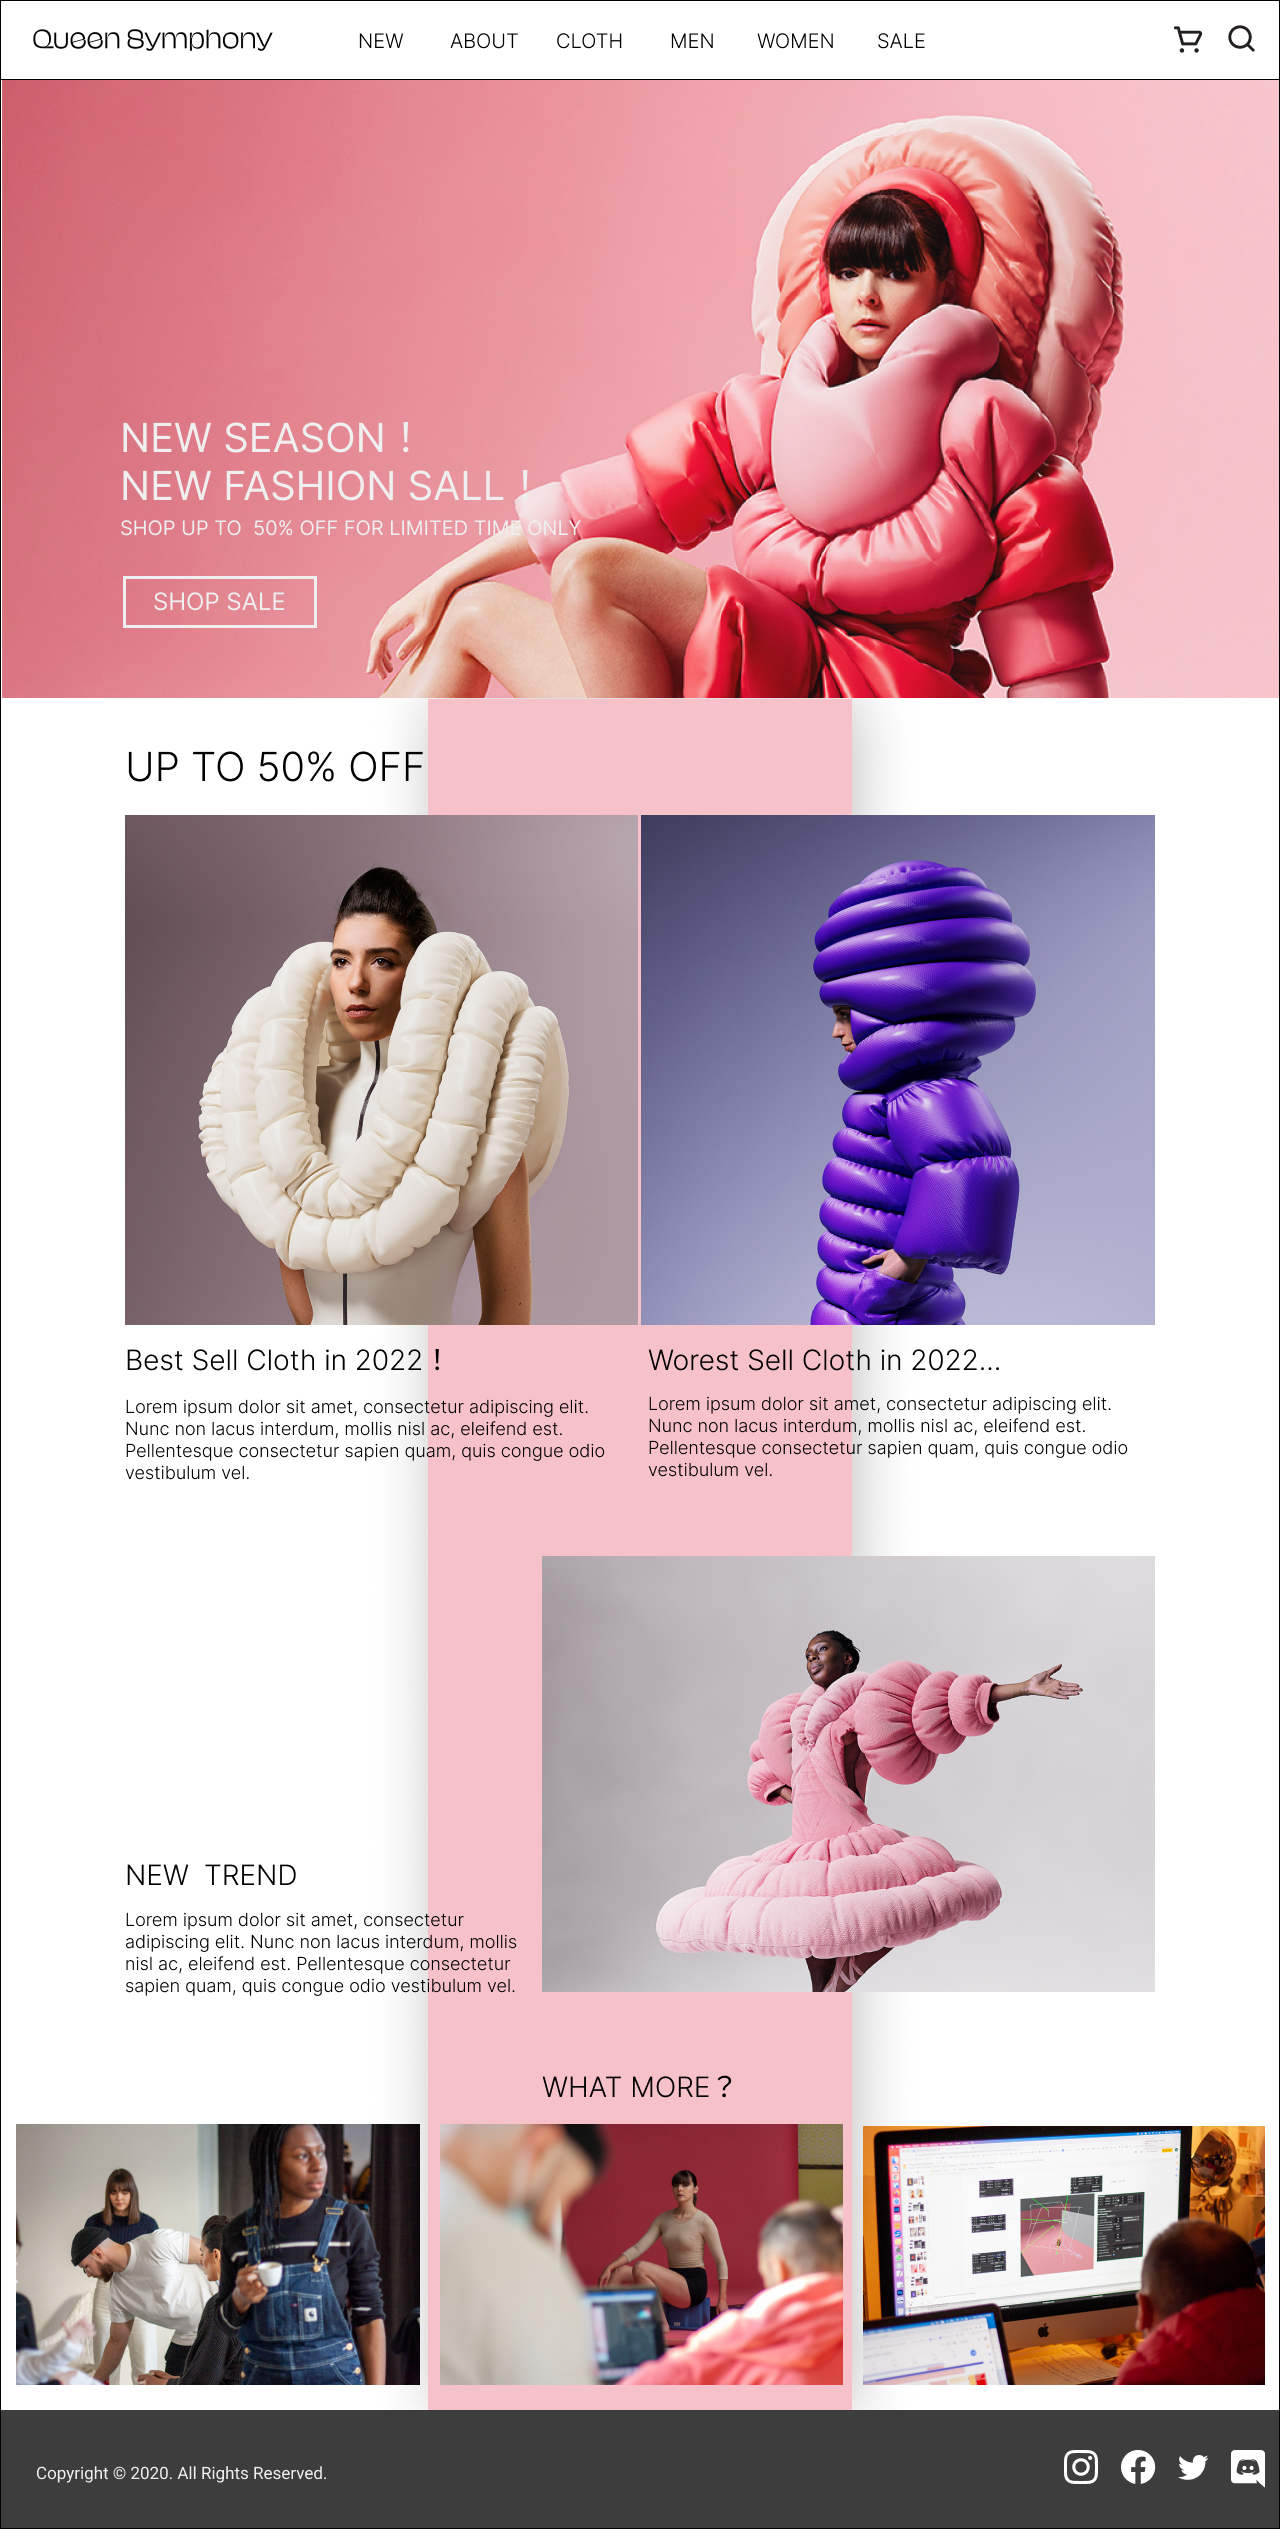 Queen Symphony
NEW ABOUT CLOTH MEN WOMEN SALE
NEW SEASON！
NEW FASHION SALL！
SHOP UP TO 50% OFF FOR LIMITED TIME ONLY
SHOP SALE
UP TO 50% OFF
Best Sell Cloth in 2022！
Lorem ipsum dolor sit amet, consectetur adipiscing elit.
Nunc non lacus interdum, mollis nisl ac, eleifend est.
Pellentesque consectetur sapien quam, quis congue odio
vestibulum vel.
Worest Sell Cloth in 2022...
Lorem ipsum dolor sit amet, consectetur adipiscing elit.
Nunc non lacus interdum, mollis nisl ac, eleifend est.
Pellentesque consectetur sapien quam, quis congue odio
vestibulum vel.
NEW TREND
Lorem ipsum dolor sit amet, consectetur
adipiscing elit. Nunc non lacus interdum, mollis
nisl ac, eleifend est. Pellentesque consectetur
sapien quam, quis congue odio vestibulum vel.
WHAT MORE？
Copyright © 2020. All Rights Reserved.